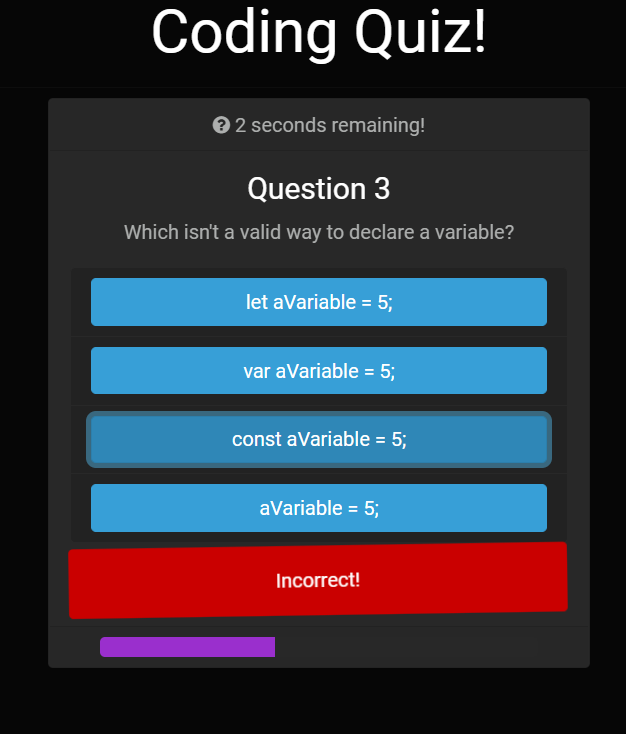 Coding Quiz!
2 seconds remaining!
Question 3
Which isn't a valid way to declare a variable?
let aVariable = 5;
var aVariable = 5;
const aVariable = 5;
aVariable = 5;
Incorrect!